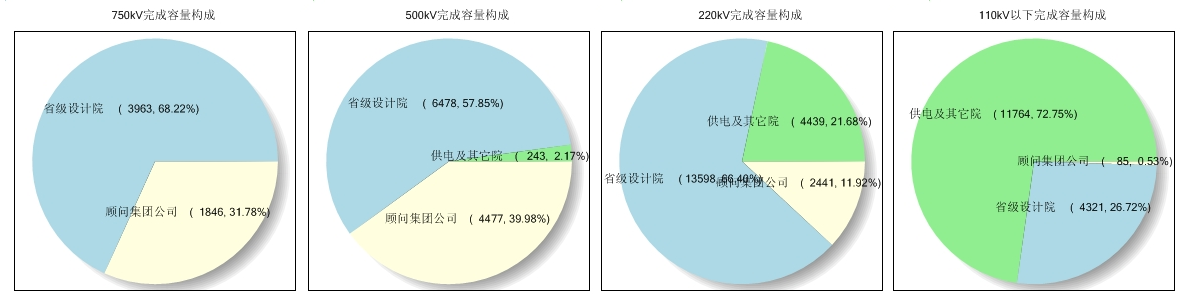 750kV完成容量构成
省级设计院 ( 3963, 68.22%)
顾问集团公司 ( 1846, 31.78%)
500kV完成容量构成
省级设计院 ( 6478, 57.85%)
供电及其它院 ( 243, 2.17%)
顾问集团公司 ( 4477, 39.98%)
220kV完成容量构成
供电及其它院 ( 4439, 21.68%)
省级设计院 ( 13598, 66.40%)
顾问集团公司 ( 2441, 11.92%)
110kV以下完成容量构成
供电及其它院 ( 11764, 72.75%)
顾问集团公司 ( 85, 0.53%)
省级设计院 ( 4321, 26.72%)